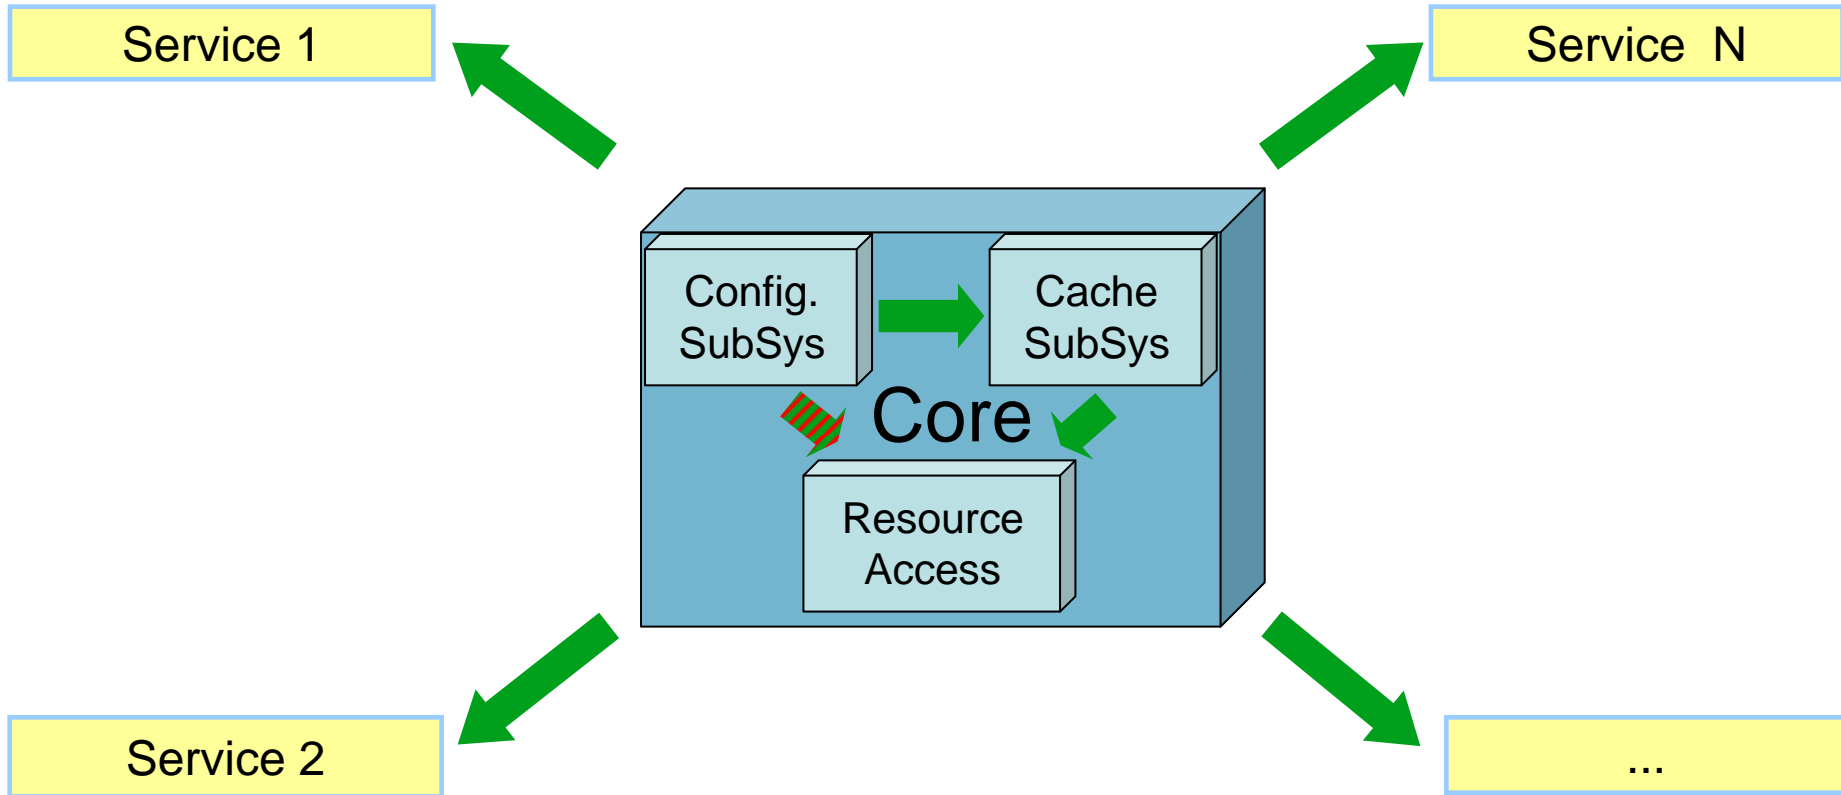 Service 1
Service N
Config.
SubSys
Cache
SubSys
Core
Resource
Access
Service 2
...